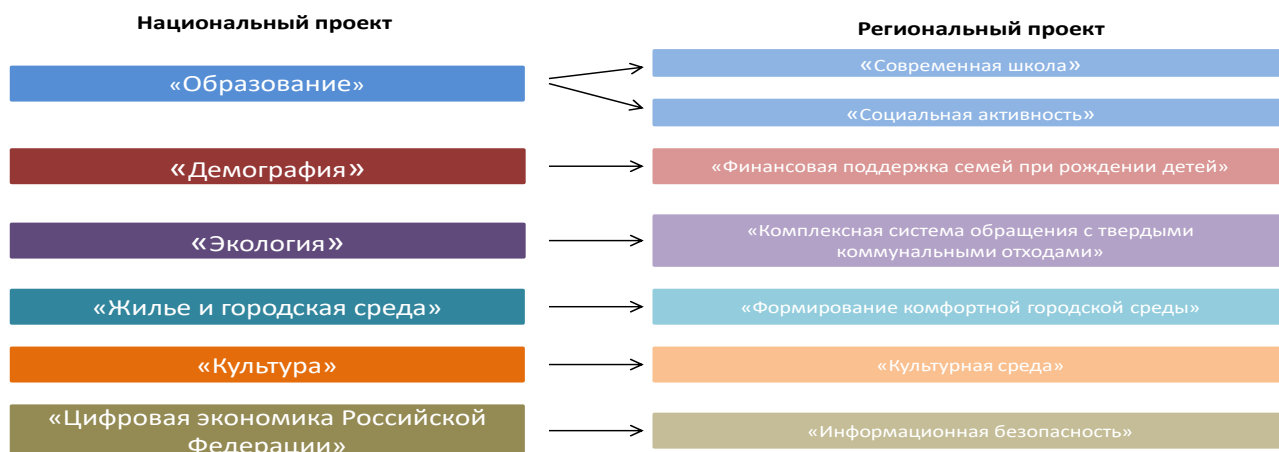 Национальный проект
Региональный проект
«Образование»
«Современная школа»
«Социальная активность»
«Демография»
«Финансовая поддержка семей при рождении детей»
«Экология»
«Комплексная система обращения с твердыми
коммунальными отходами»
«Жилье и городская среда»
«Формирование комфортной городской среды»
«Культура»
«Культурная среда»
«Цифровая экономика Российской
Федерации»
«Информационная безопасность»